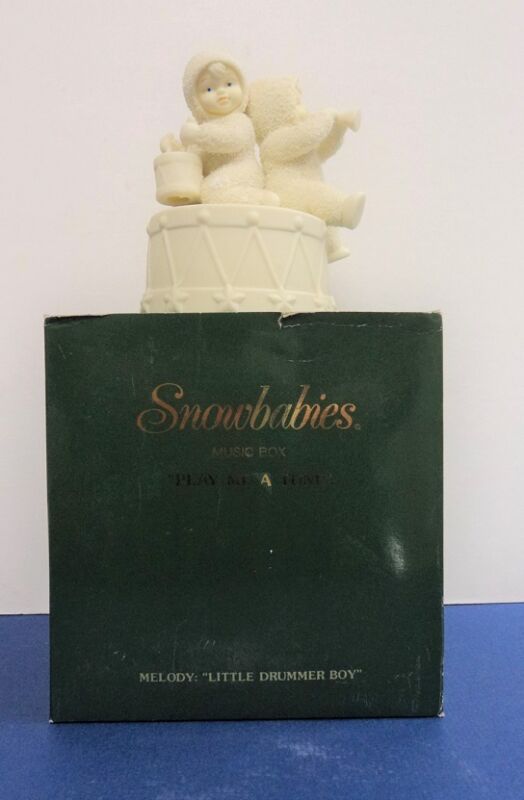 Snowbabies®
MUSIC BOX
"PLAY ME A TUNE"
MELODY: "LITTLE DRUMMER BOY"